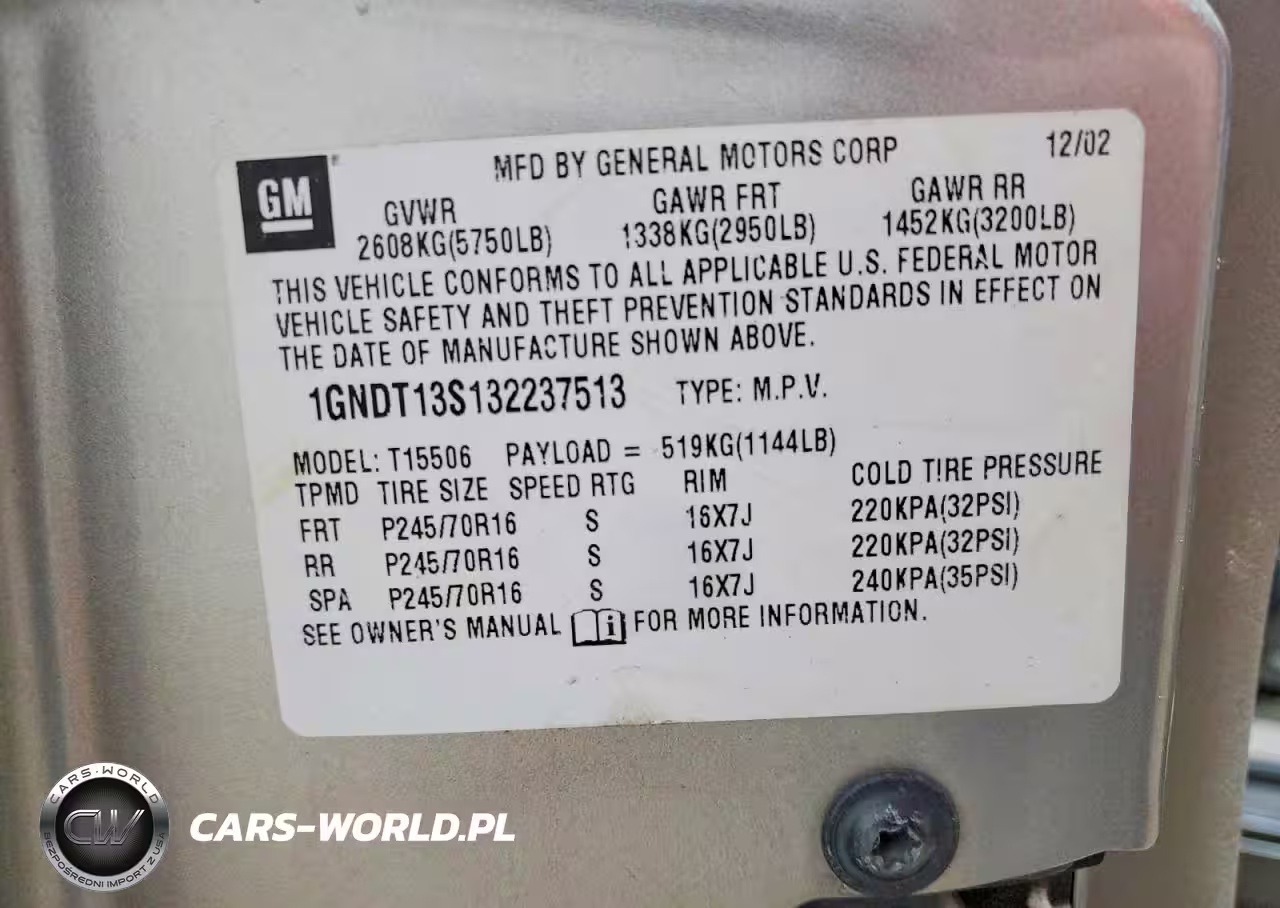 GM
MFD BY GENERAL MOTORS CORP 12/02
GVWR GAWR FRT GAWR RR
2608KG(5750LB) 1338KG(2950LB) 1452KG(3200LB)
THIS VEHICLE CONFORMS TO ALL APPLICABLE U.S. FEDERAL MOTOR
VEHICLE SAFETY AND THEFT PREVENTION STANDARDS IN EFFECT ON
THE DATE OF MANUFACTURE SHOWN ABOVE.
1GNDT13S132237513 TYPE: M.P.V.
MODEL: T15506 PAYLOAD = 519KG(1144LB)
TPMD TIRE SIZE SPEED RTG RIM COLD TIRE PRESSURE
FRT P245/70R16 S 16X7J 220KPA(32PSI)
RR P245/70R16 S 16X7J 220KPA(32PSI)
SPA P245/70R16 S 16X7J 240KPA(35PSI)
SEE OWNER'S MANUAL i FOR MORE INFORMATION.
CARS-WORLD
CW
BEZPOŚREDNI IMPORT Z USA
CARS-WORLD.PL